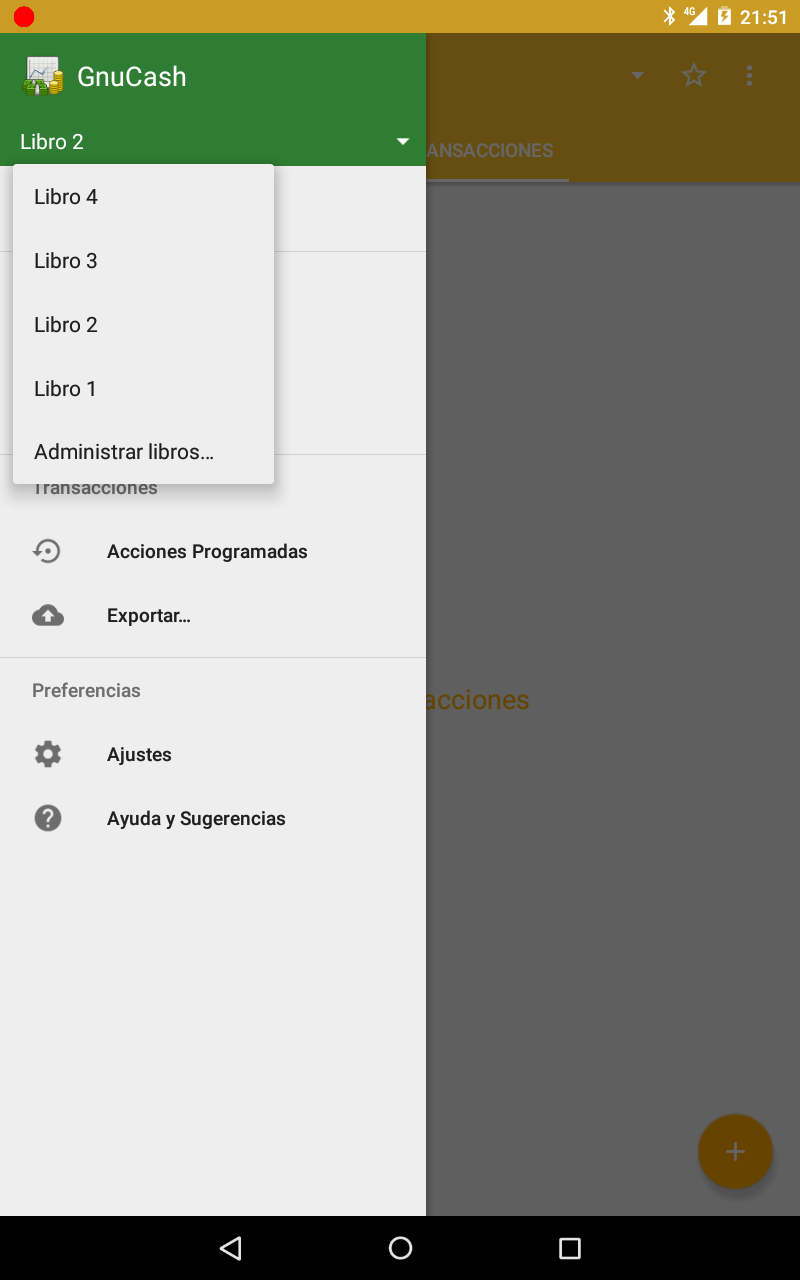 4G 21:51
GnuCash
Libro 2
ANSACCIONES
Libro 4
Libro 3
Libro 2
Libro 1
Administrar libros...
Transacciones
Acciones Programadas
Exportar...
Preferencias
acciones
Ajustes
Ayuda y Sugerencias